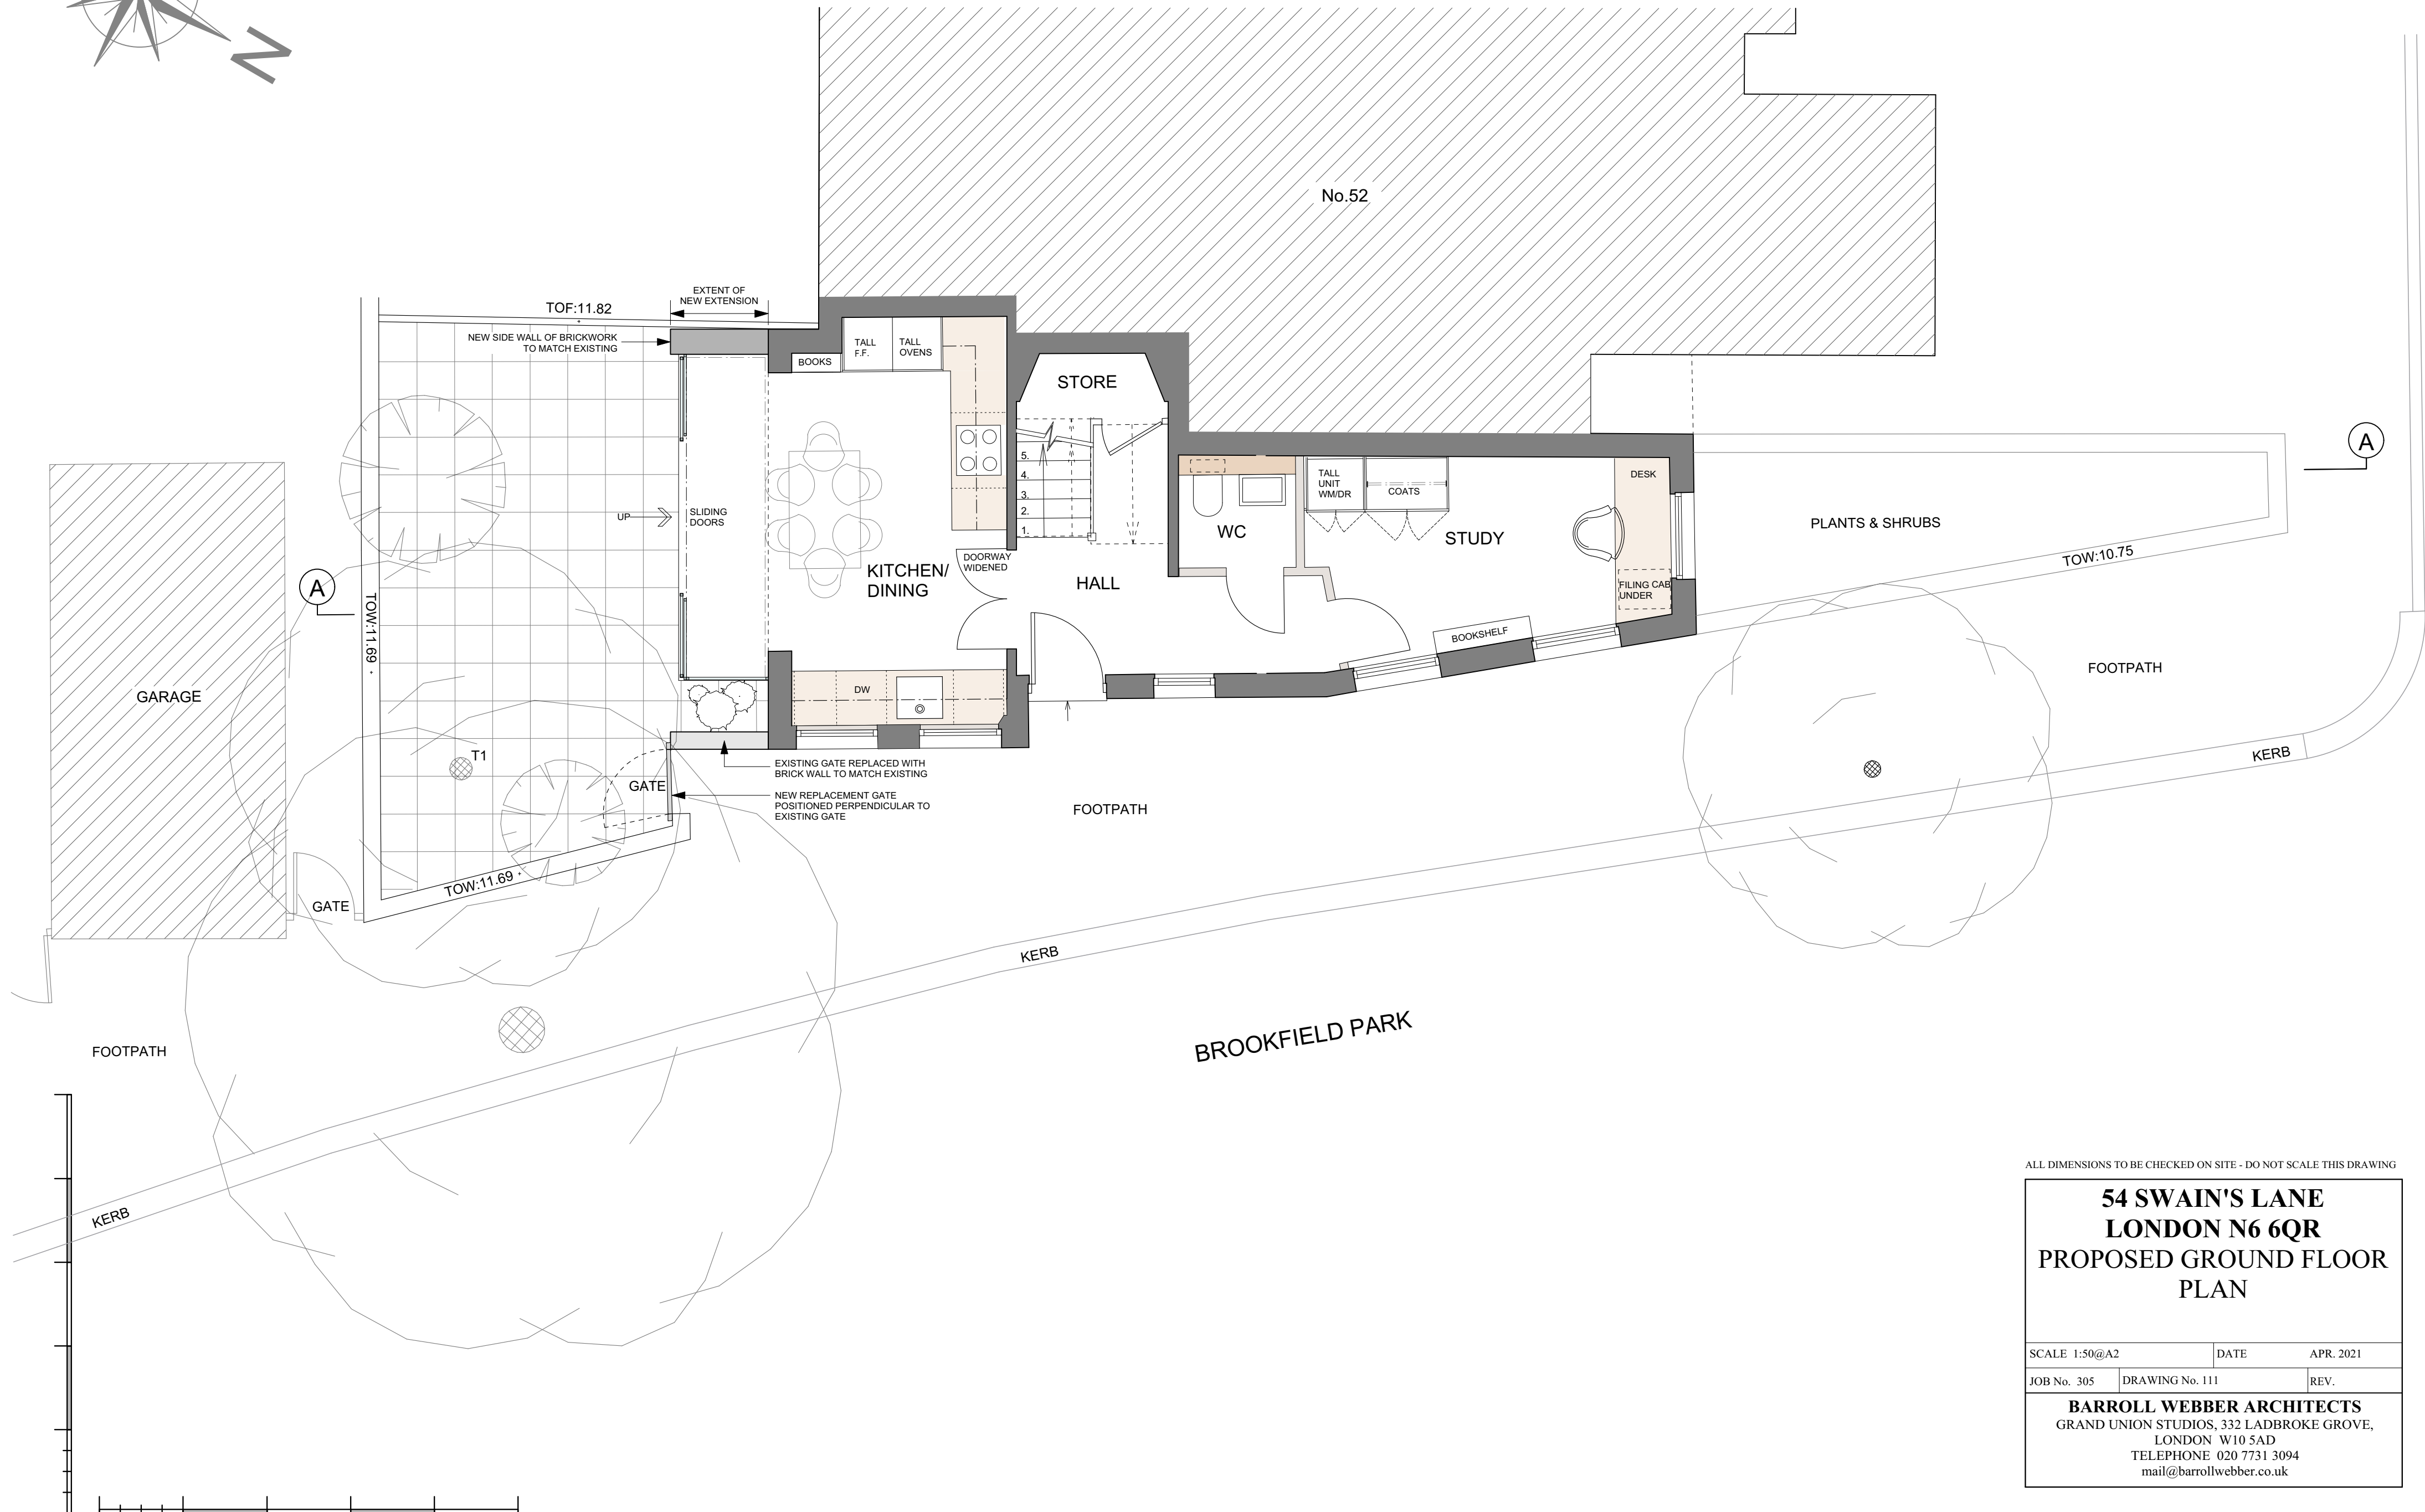 N
No.52
EXTENT OF
NEW EXTENSION
TOF:11.82
NEW SIDE WALL OF BRICKWORK
TO MATCH EXISTING
BOOKS
TALL
F.F.
TALL
OVENS
STORE
5.
4.
3.
2.
1.
TALL
UNIT
WM/DR
COATS
DESK
A
UP
SLIDING
DOORS
WC
STUDY
PLANTS & SHRUBS
TOW:10.75
DOORWAY
WIDENED
KITCHEN/
DINING
HALL
FILING CAB
UNDER
A
TOW:11.69
BOOKSHELF
FOOTPATH
GARAGE
DW
T1
GATE
EXISTING GATE REPLACED WITH
BRICK WALL TO MATCH EXISTING
NEW REPLACEMENT GATE
POSITIONED PERPENDICULAR TO
EXISTING GATE
FOOTPATH
KERB
TOW:11.69
GATE
KERB
BROOKFIELD PARK
FOOTPATH
KERB
ALL DIMENSIONS TO BE CHECKED ON SITE - DO NOT SCALE THIS DRAWING
54 SWAIN'S LANE
LONDON N6 6QR
PROPOSED GROUND FLOOR
PLAN
SCALE 1:50@A2 DATE APR. 2021
JOB No. 305 DRAWING No. 111 REV.
BARROLL WEBBER ARCHITECTS
GRAND UNION STUDIOS, 332 LADBROKE GROVE,
LONDON W10 5AD
TELEPHONE 020 7731 3094
mail@barrollwebber.co.uk